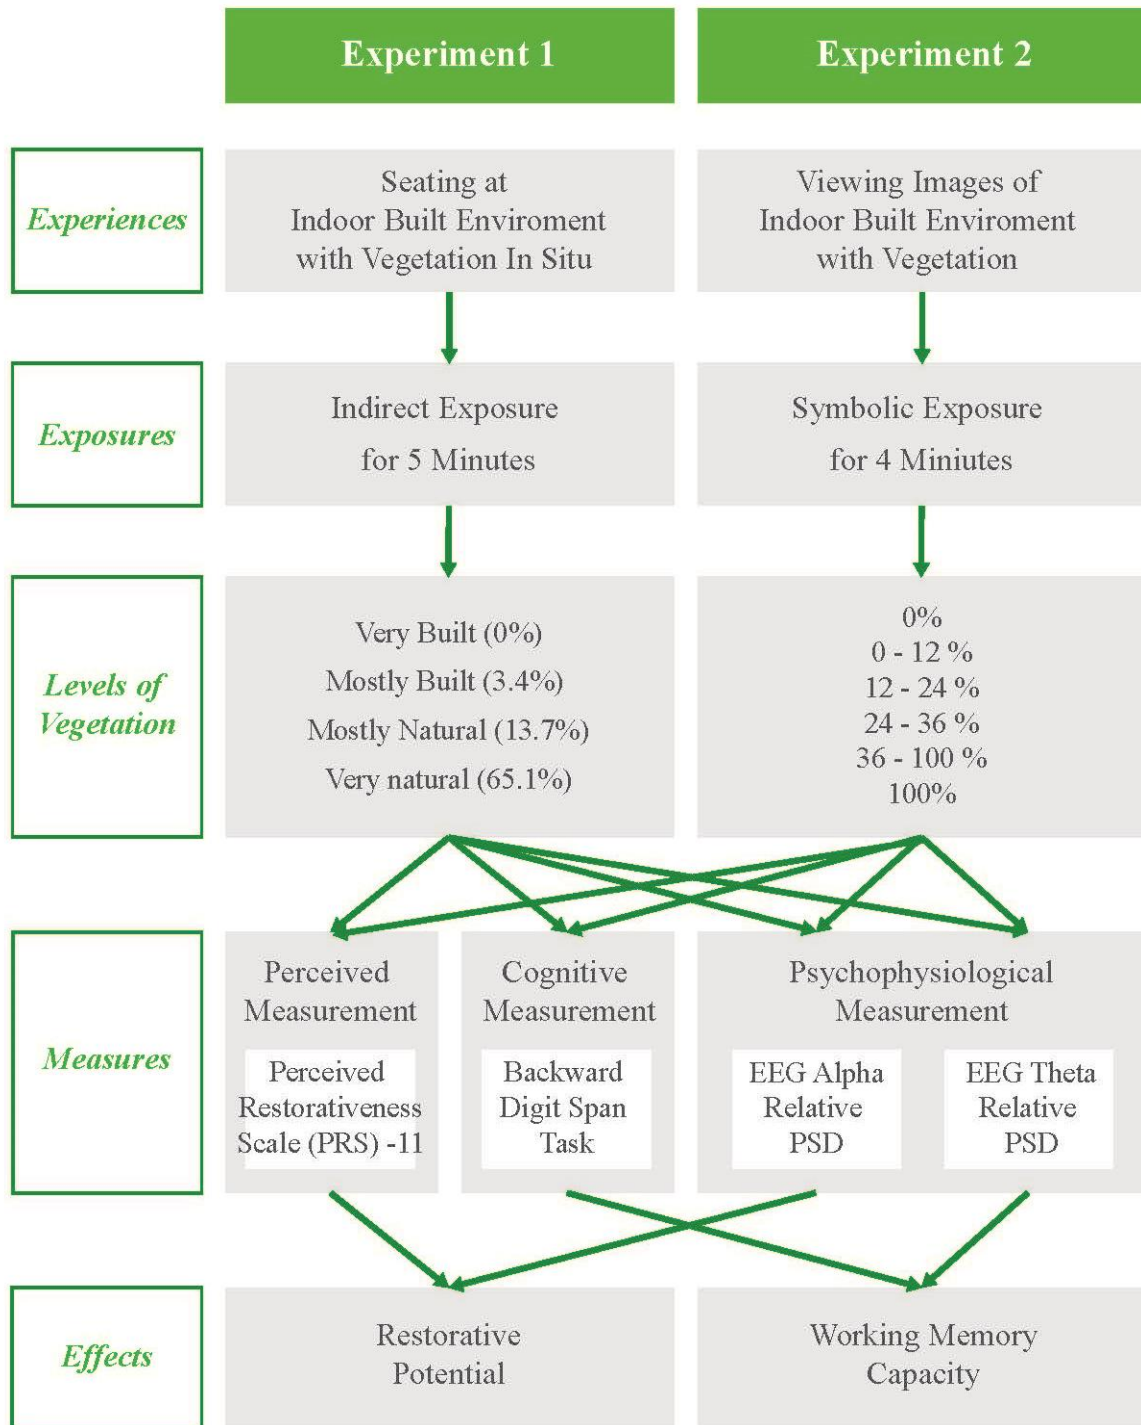 Experiment 1
Experiment 2
Experiences
Seating at
Indoor Built Enviroment
with Vegetation In Situ
Viewing Images of
Indoor Built Enviroment
with Vegetation
Exposures
Indirect Exposure
for 5 Minutes
Symbolic Exposure
for 4 Miniutes
Levels of
Vegetation
Very Built (0%)
Mostly Built (3.4%)
Mostly Natural (13.7%)
Very natural (65.1%)
0%
0 - 12 %
12 - 24 %
24 - 36 %
36 - 100 %
100%
Measures
Perceived
Measurement
Perceived
Restorativeness
Scale (PRS) -11
Cognitive
Measurement
Backward
Digit Span
Task
Psychophysiological
Measurement
EEG Alpha
Relative
PSD
EEG Theta
Relative
PSD
Effects
Restorative
Potential
Working Memory
Capacity